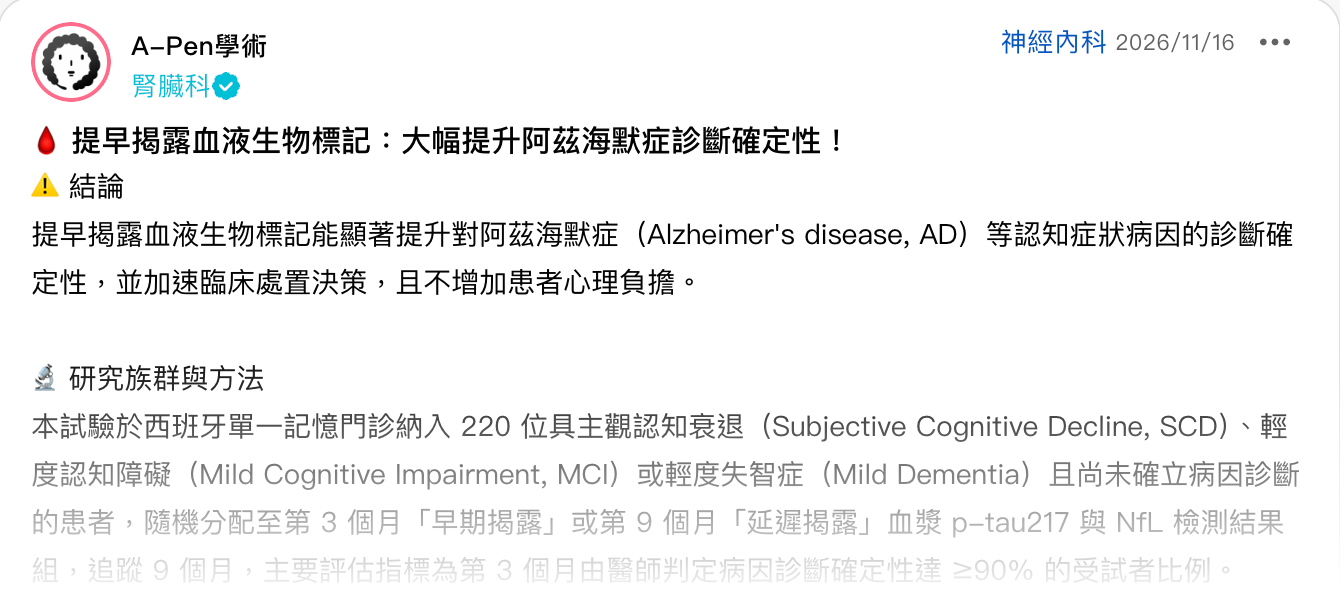 A-Pen學術
神經內科 2026/11/16
腎臟科
🩸 提早揭露血液生物標記：大幅提升阿茲海默症診斷確定性！
⚠️ 結論
提早揭露血液生物標記能顯著提升對阿茲海默症（Alzheimer's disease, AD）等認知症狀病因的診斷確
定性，並加速臨床處置決策，且不增加患者心理負擔。
🔬 研究族群與方法
本試驗於西班牙單一記憶門診納入 220 位具主觀認知衰退（Subjective Cognitive Decline, SCD）、輕
度認知障礙（Mild Cognitive Impairment, MCI）或輕度失智症（Mild Dementia）且尚未確立病因診斷
的患者，隨機分配至第 3 個月「早期揭露」或第 9 個月「延遲揭露」血漿 p-tau217 與 NfL 檢測結果
組，追蹤 9 個月，主要評估指標為第 3 個月由醫師判定病因診斷確定性達 ≥90% 的受試者比例。